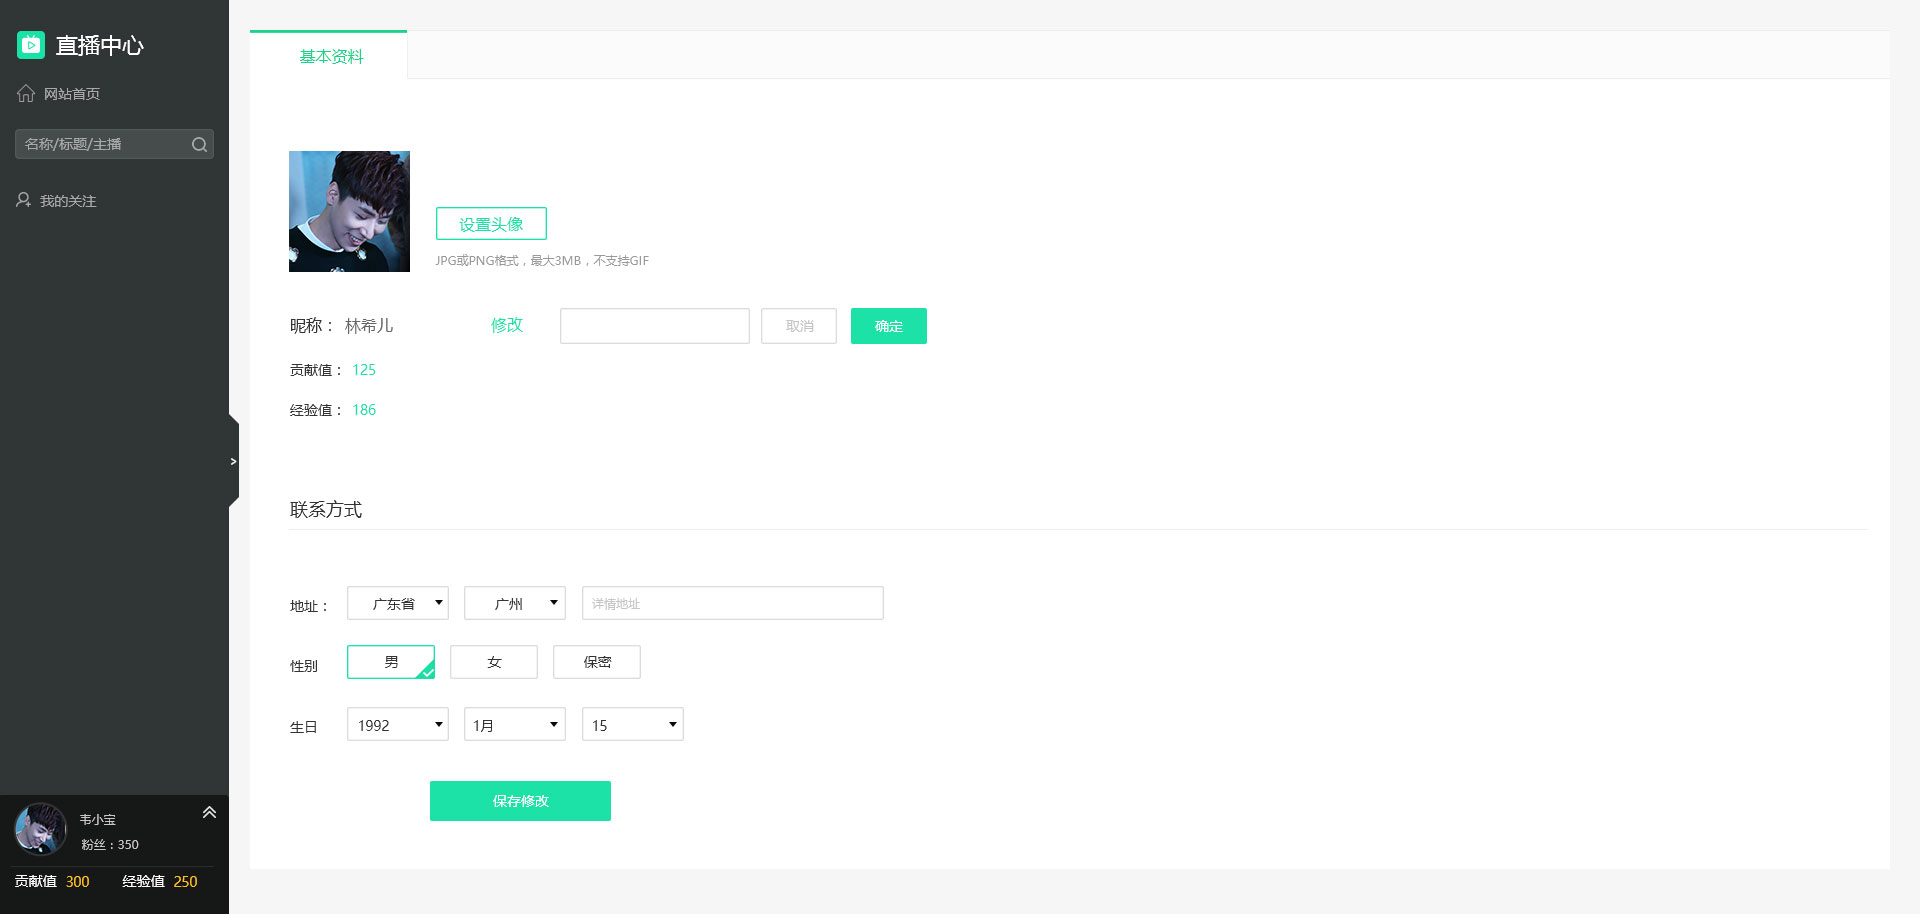 直播中心
网站首页
名称/标题/主播
我的关注
韦小宝
粉丝：350
贡献值 300 经验值 250
基本资料
设置头像
JPG或PNG格式，最大3MB，不支持GIF
昵称： 林希儿 修改 取消 确定
贡献值： 125
经验值： 186
联系方式
地址： 广东省 广州 详情地址
性别 男 女 保密
生日 1992 1月 15
保存修改